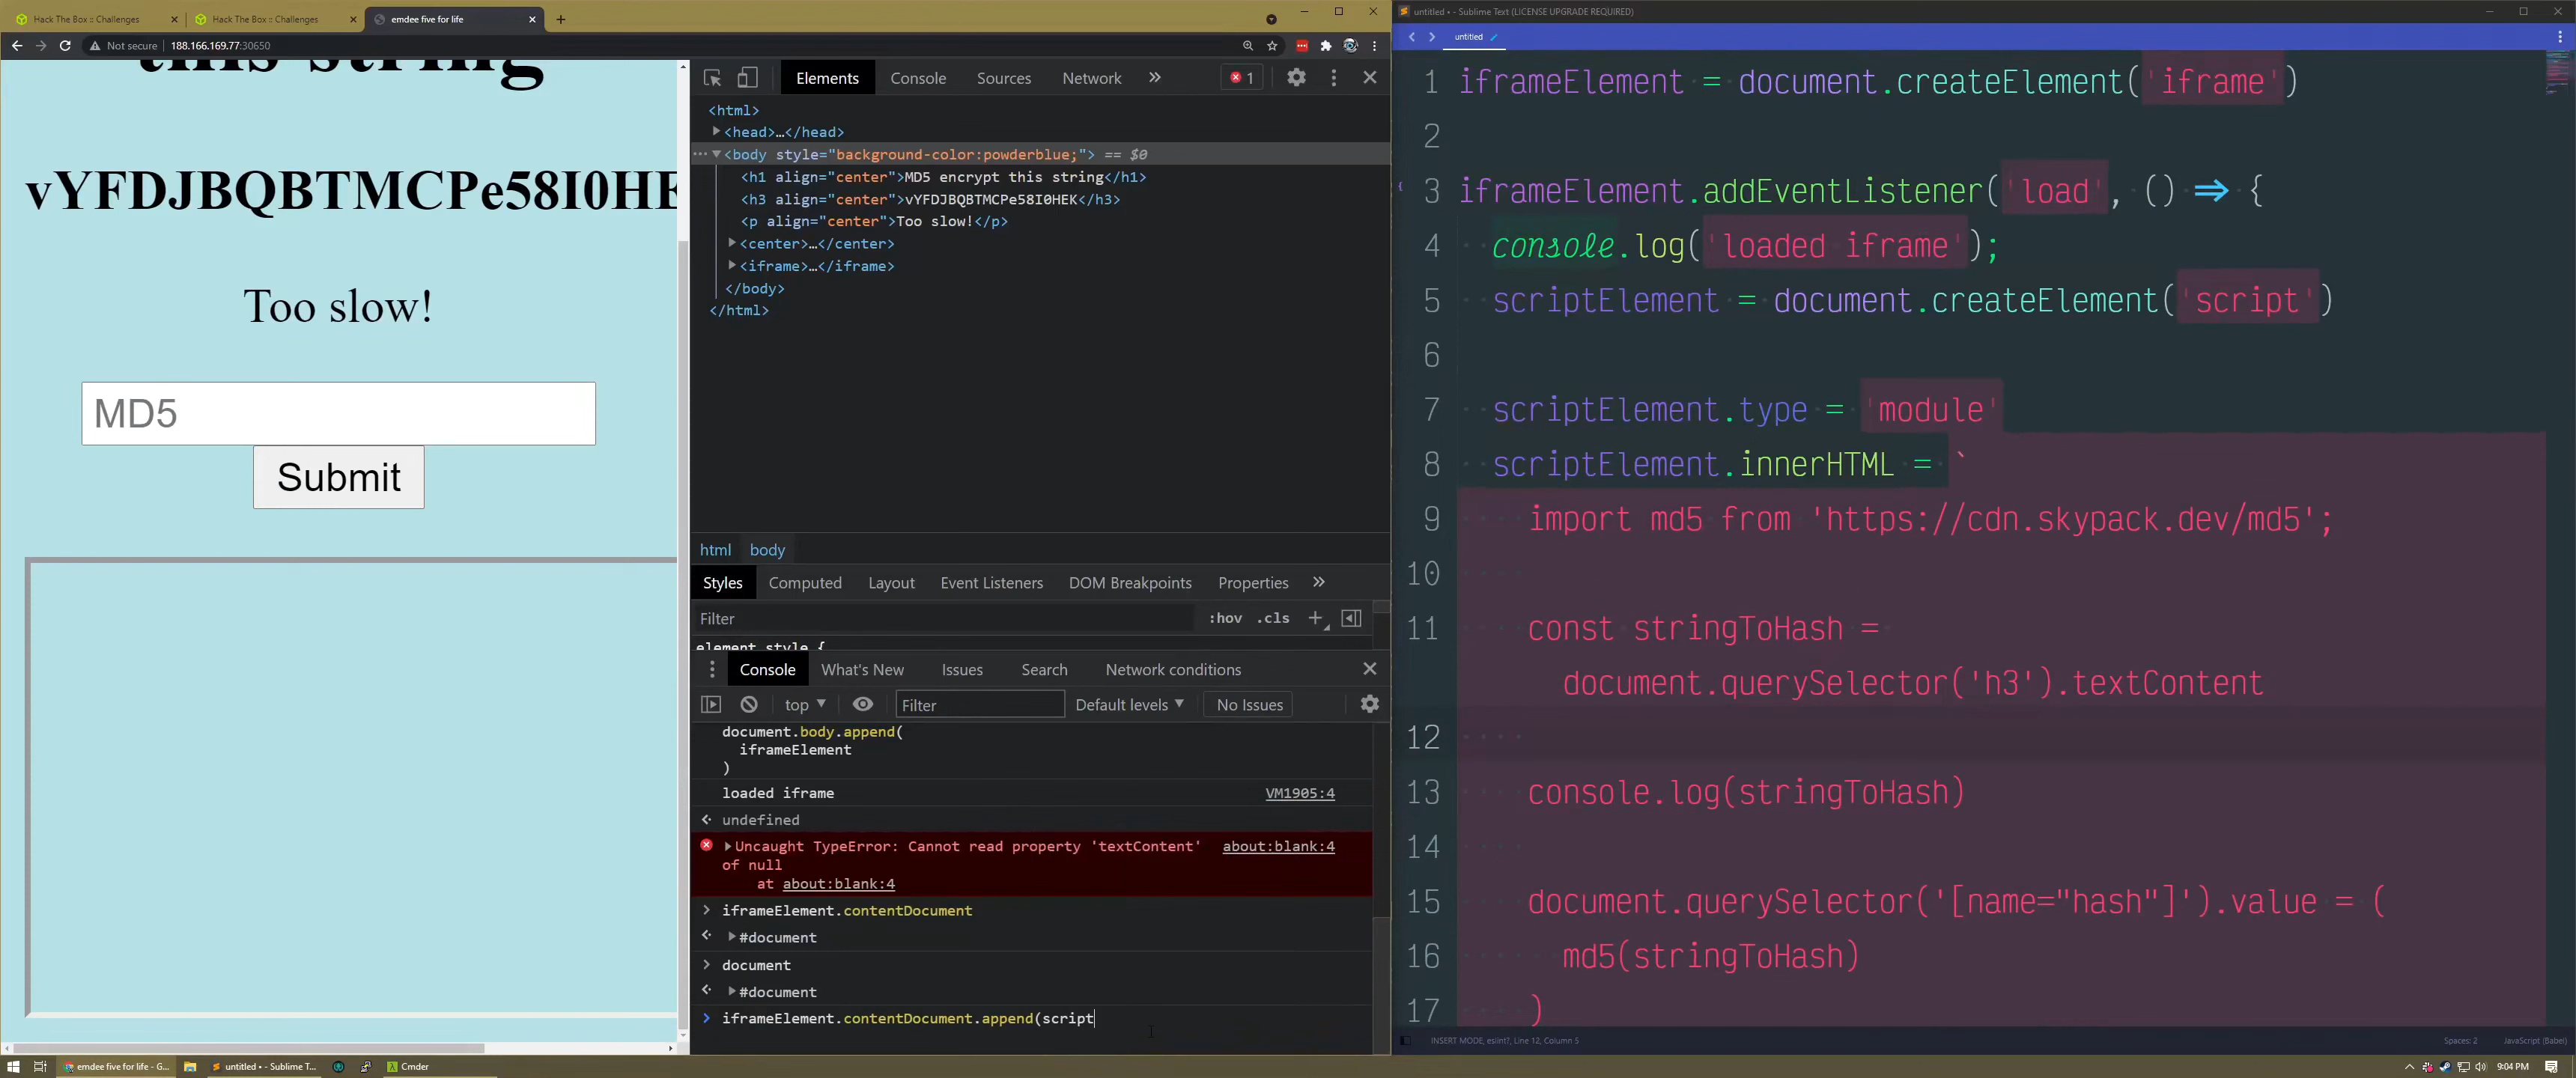 Hack The Box :: Challenges
Hack The Box :: Challenges
emdee five for life
Not secure
188.166.169.77:30650
this string
vYFDJBQBTMCPe58I0HE
Too slow!
MD5
Submit
Elements
Console
Sources
Network
1
<html>
<head>…</head>
<body style="background-color:powderblue;"> == $0
<h1 align="center">MD5 encrypt this string</h1>
<h3 align="center">vYFDJBQBTMCPe58I0HEK</h3>
<p align="center">Too slow!</p>
<center>…</center>
<iframe>…</iframe>
</body>
</html>
html
body
Styles
Computed
Layout
Event Listeners
DOM Breakpoints
Properties
Filter
:hov
.cls
element.style {
Console
What's New
Issues
Search
Network conditions
top
Filter
Default levels
No Issues
document.body.append(
iframeElement
)
loaded iframe
VM1905:4
undefined
Uncaught TypeError: Cannot read property 'textContent'
about:blank:4
of null
at about:blank:4
iframeElement.contentDocument
#document
document
#document
iframeElement.contentDocument.append(script
emdee five for life - G...
untitled • - Sublime T...
Cmder
untitled • - Sublime Text (LICENSE UPGRADE REQUIRED)
untitled
1 iframeElement = document.createElement('iframe')
2
3 iframeElement.addEventListener('load', () => {
4 console.log('loaded iframe');
5 scriptElement = document.createElement('script')
6
7 scriptElement.type = 'module'
8 scriptElement.innerHTML = `
9 import md5 from 'https://cdn.skypack.dev/md5';
10
11 const stringToHash =
document.querySelector('h3').textContent
12
13 console.log(stringToHash)
14
15 document.querySelector('[name="hash"]').value = (
16 md5(stringToHash)
17 )
INSERT MODE, eslint?, Line 12, Column 5
Spaces: 2
JavaScript (Babel)
9:04 PM